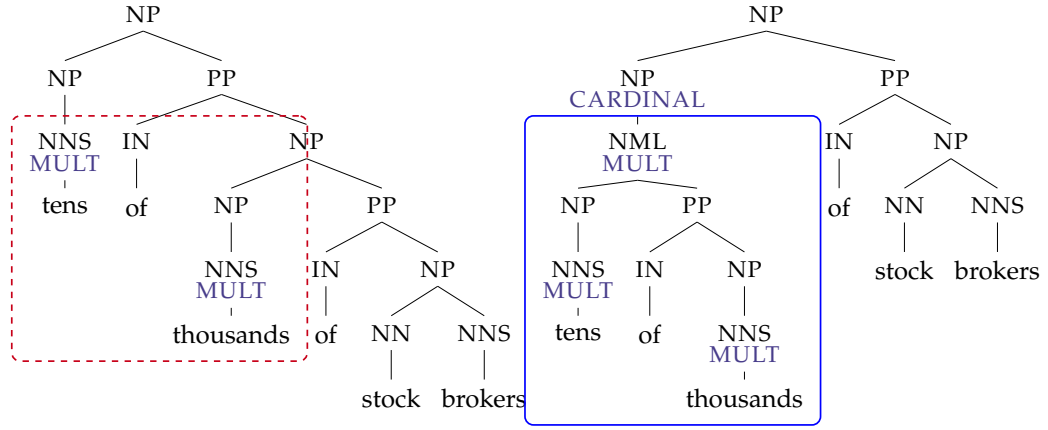 NP NP
NP PP NP PP
CARDINAL
NNS IN NP NML IN NP
MULT MULT
tens of NP PP NP PP of NN NNS
NNS IN NP NNS IN NP stock brokers
MULT MULT
thousands of NN NNS tens of NNS
MULT
stock brokers thousands